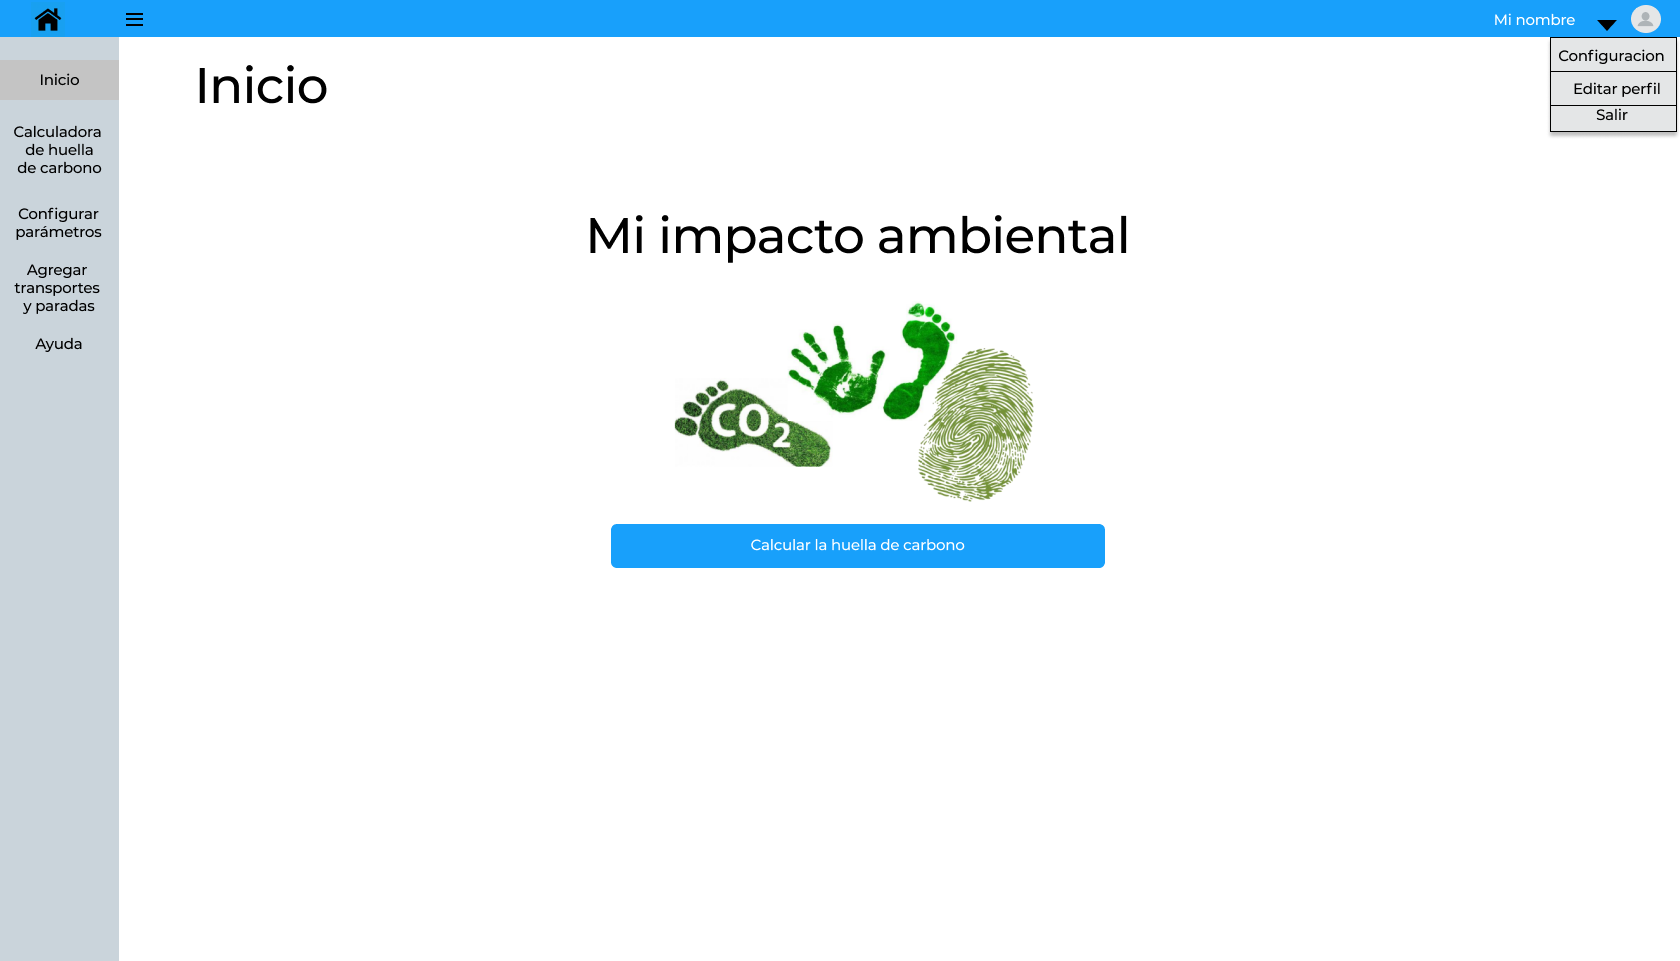 Mi nombre
Configuracion
Editar perfil
Salir
Inicio
Calculadora
de huella
de carbono
Configurar
parámetros
Agregar
transportes
y paradas
Ayuda
Inicio
Mi impacto ambiental
CO2
Calcular la huella de carbono